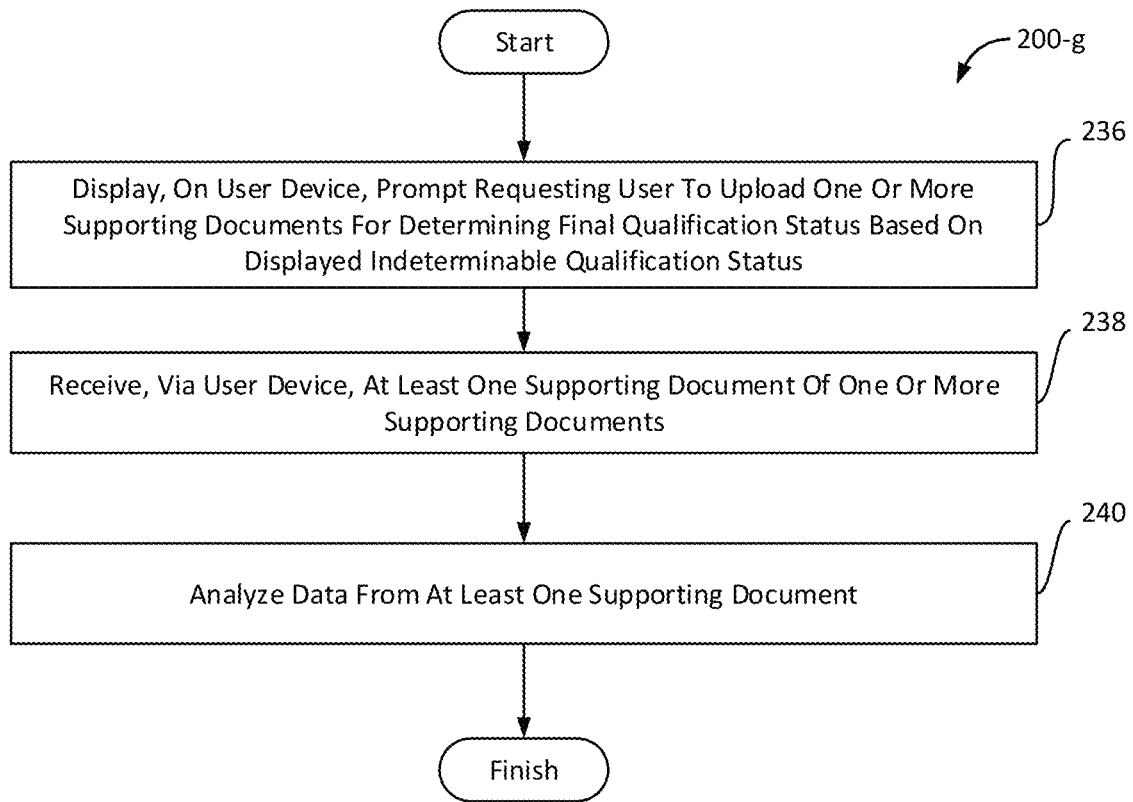 Start
200-g
236
Display, On User Device, Prompt Requesting User To Upload One Or More
Supporting Documents For Determining Final Qualification Status Based On
Displayed Indeterminable Qualification Status
238
Receive, Via User Device, At Least One Supporting Document Of One Or More
Supporting Documents
240
Analyze Data From At Least One Supporting Document
Finish